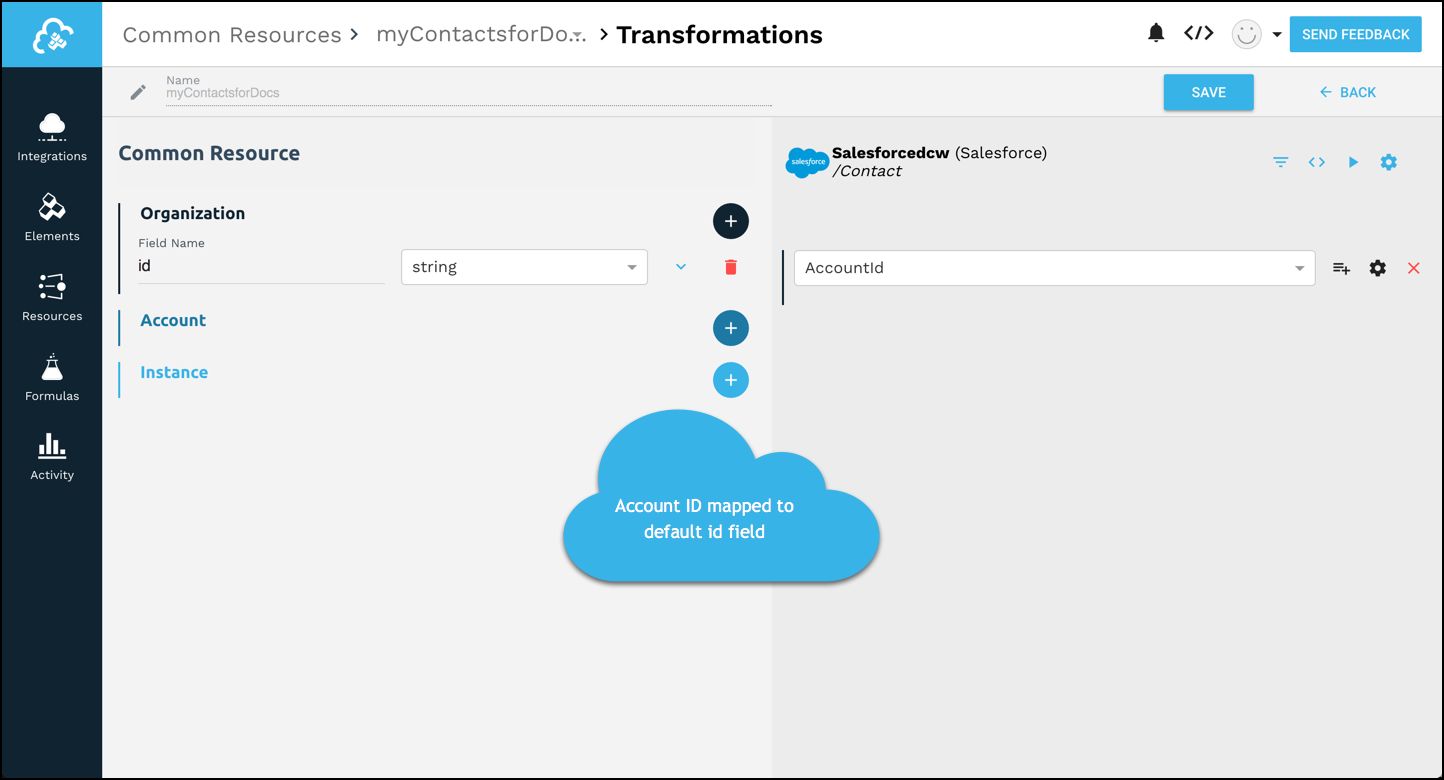 Common Resources > myContactsforDo... > Transformations
</> SEND FEEDBACK
Name
myContactsforDocs
SAVE
← BACK
Integrations
Elements
Resources
Formulas
Activity
Common Resource
Organization
Field Name
id
string
Account
Instance
salesforce
Salesforcedcw (Salesforce)
/Contact
AccountId
Account ID mapped to
default id field